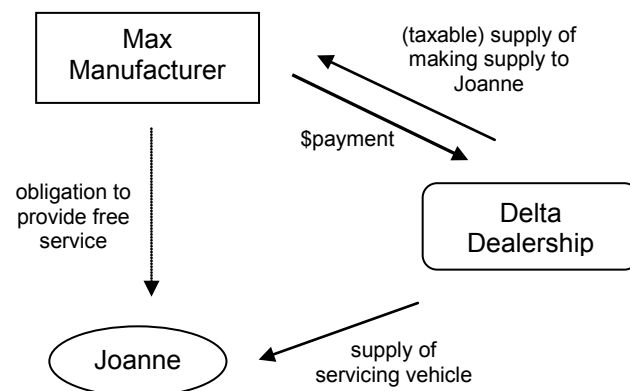 Max
Manufacturer
(taxable) supply of
making supply to
Joanne
$payment
obligation to
provide free
service
Delta
Dealership
Joanne
supply of
servicing vehicle